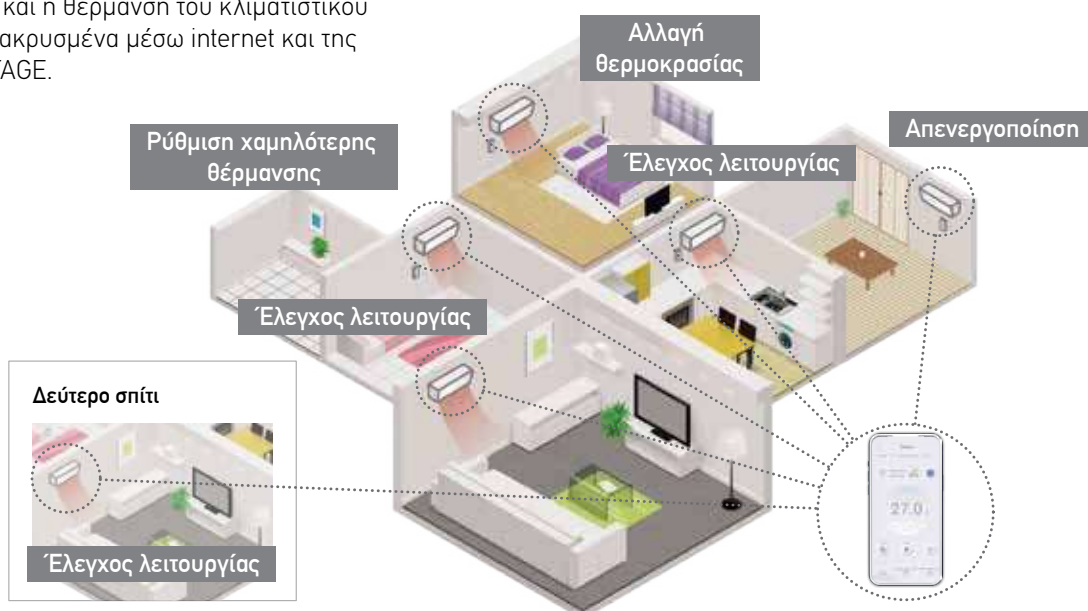 και η θέρμανση του κλιματιστικού
ακρυσμένα μέσω internet και της
AGE.
Αλλαγή
θερμοκρασίας
Απενεργοποίηση
Ρύθμιση χαμηλότερης
θέρμανσης
Έλεγχος λειτουργίας
Έλεγχος λειτουργίας
Δεύτερο σπίτι
Έλεγχος λειτουργίας
27.0